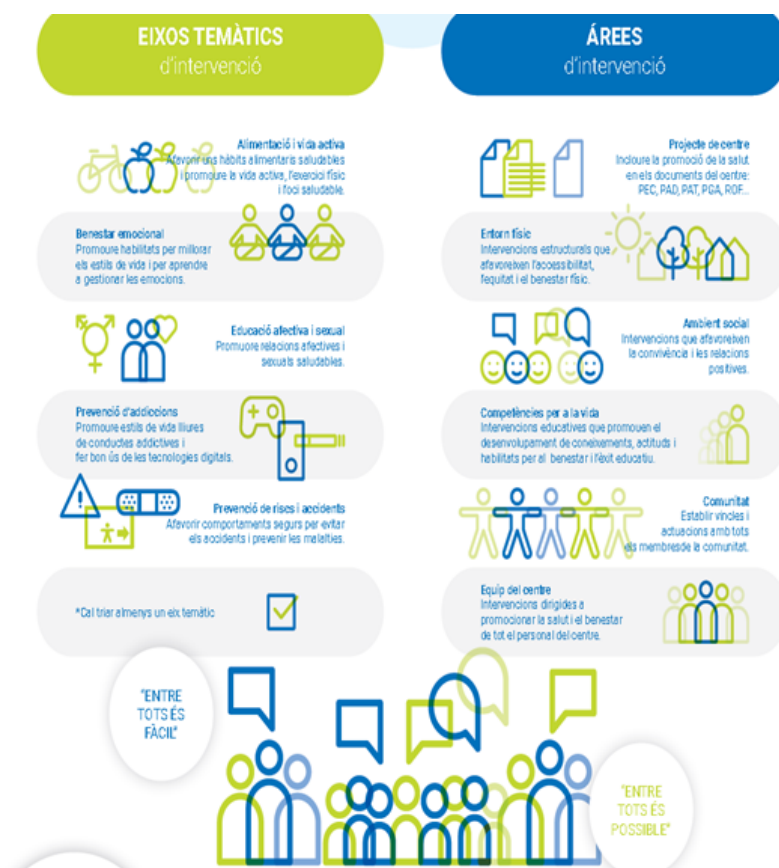 EIXOS TEMÀTICS
d'intervenció
Alimentació i vida activa
Afavorir uns hàbits alimentaris saludables
i promoure la vida activa, l'exercici físic
i l'oci saludable.
Benestar emocional
Promoure habilitats per millorar
els estils de vida i per aprendre
a gestionar les emocions.
Educació afectiva i sexual
Promuore relacions afectives i
sexuals saludables.
Prevenció d'addiccions
Promoure estils de vida lliures
de conductes addictives i
fer bon ús de les tecnologies digitals.
Prevenció de riscs i accidents
Afavorir comportaments segurs per evitar
els accidents i prevenir les malalties.
*Cal triar almenys un eix temàtic
ÁREES
d'intervenció
Projecte de centre
Incloure la promoció de la salut
en els documents del centre:
PEC, PAD, PAT, PGA, ROF...
Entorn físic
Intervencions estructurals que
afavoreixen l'accessibilitat,
l'equitat i el benestar físic.
Ambient social
Intervencions que afavoreixen
la convivència i les relacions
positives.
Competències per a la vida
Intervencions educatives que promouen el
desenvolupament de coneixements, actituds i
habilitats per al benestar i l'èxit educatiu.
Comunitat
Establir vincles i
actuacions amb tots
els membresde la comunitat.
Equip del centre
Intervencions dirigides a
promocionar la salut i el benestar
de tot el personal del centre.
"ENTRE
TOTS ÉS
FÀCIL"
"ENTRE
TOTS ÉS
POSSIBLE"